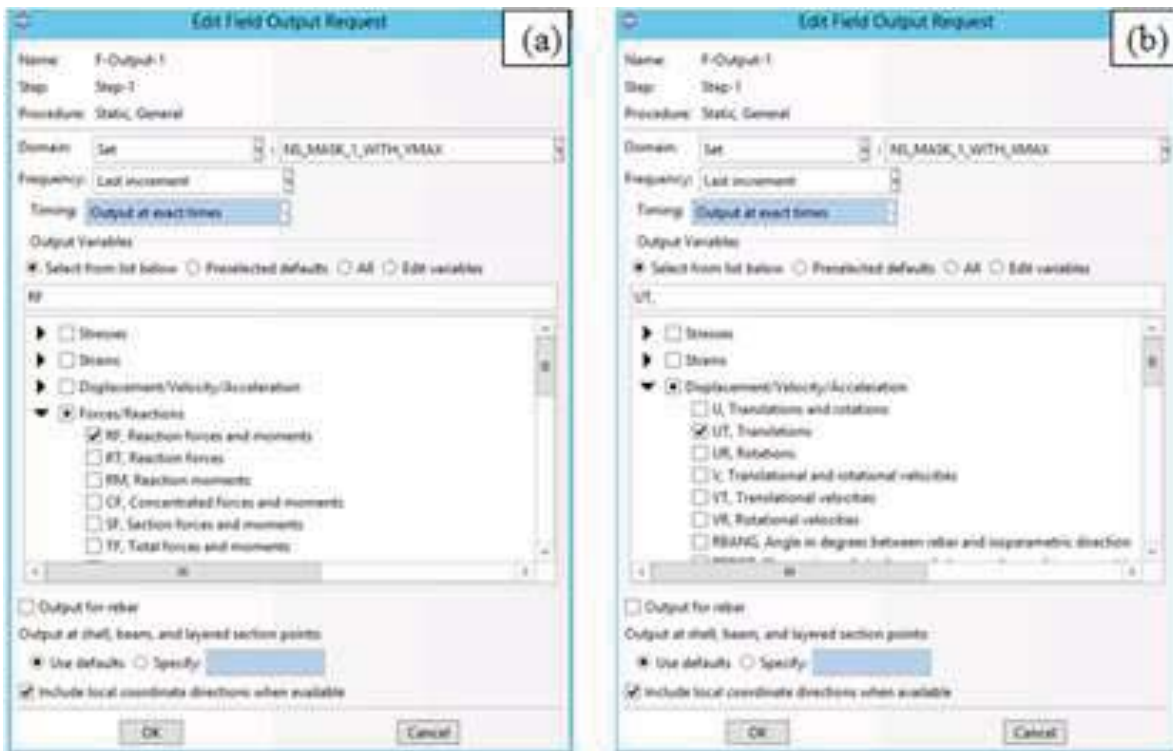 Edit Field Output Request
(a)
Name: F-Output-1
Step: Step-1
Procedure: Static, General
Domain: Set : NS_MASK_1_WITH_YMAX
Frequency: Last increment
Timing: Output at exact times
Output Variables
Select from list below Preselected defaults All Edit variables
RF
Stresses
Strains
Displacement/Velocity/Acceleration
Forces/Reactions
RF, Reaction forces and moments
RT, Reaction forces
RM, Reaction moments
CF, Concentrated forces and moments
SF, Section forces and moments
TF, Total forces and moments
Output for rebar
Output at shell, beam, and layered section points:
Use defaults Specify:
Include local coordinate directions when available
OK Cancel
Edit Field Output Request
(b)
Name: F-Output-1
Step: Step-1
Procedure: Static, General
Domain: Set : NS_MASK_1_WITH_XMAX
Frequency: Last increment
Timing: Output at exact times
Output Variables
Select from list below Preselected defaults All Edit variables
UT,
Stresses
Strains
Displacement/Velocity/Acceleration
U, Translations and rotations
UT, Translations
UR, Rotations
V, Translational and rotational velocities
VT, Translational velocities
VR, Rotational velocities
RBANG, Angle in degrees between rebar and isoparametric direction
Output for rebar
Output at shell, beam, and layered section points:
Use defaults Specify:
Include local coordinate directions when available
OK Cancel